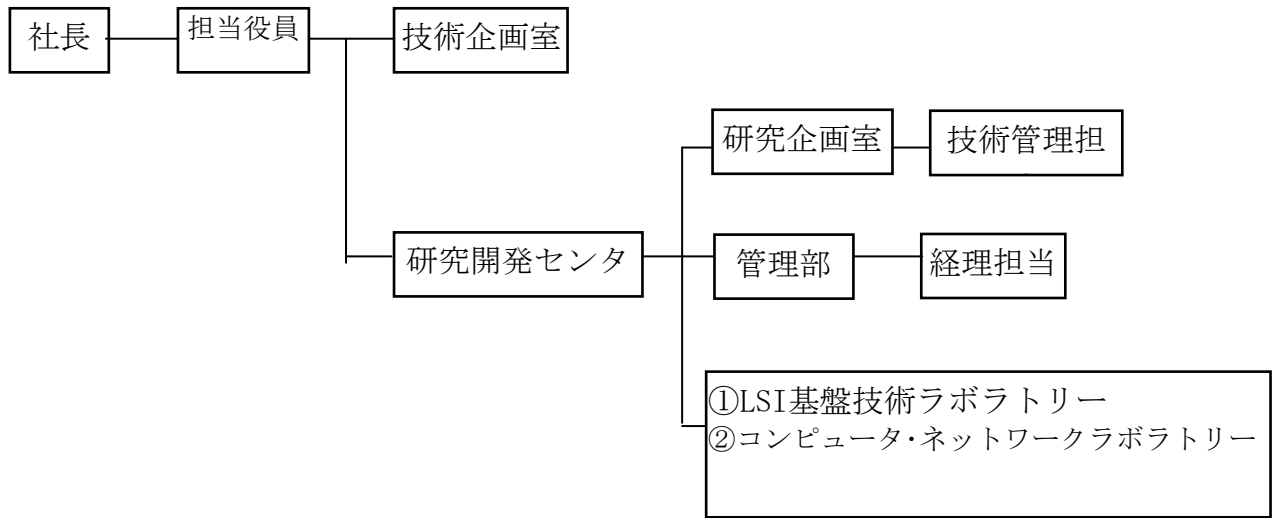 社長
担当役員
技術企画室
研究企画室
技術管理担
研究開発センタ
管理部
経理担当
①LSI基盤技術ラボラトリー
②コンピュータ・ネットワークラボラトリー